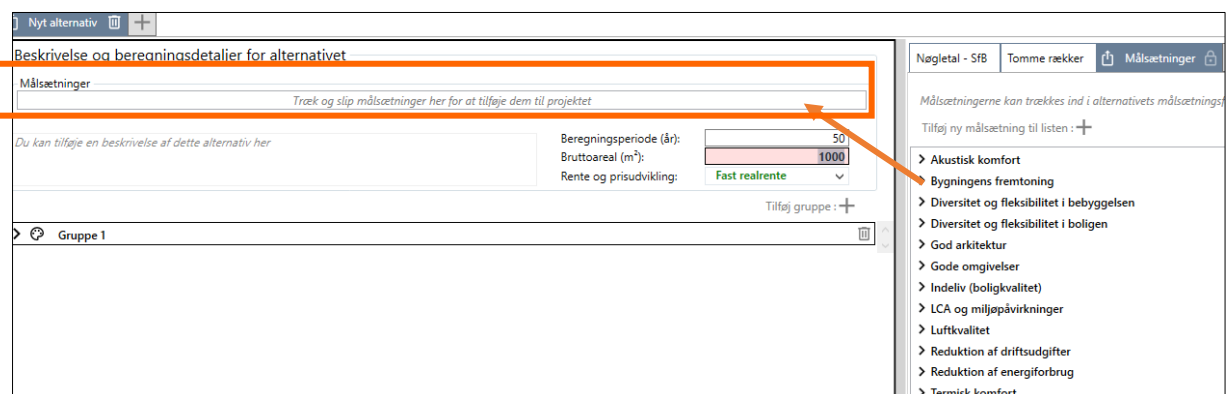 Nyt alternativ
Beskrivelse og beregningsdetaljer for alternativet
Målsætninger
Træk og slip målsætninger her for at tilføje dem til projektet
Du kan tilføje en beskrivelse af dette alternativ her
Beregningsperiode (år): 50
Bruttoareal (m²): 1000
Rente og prisudvikling: Fast realrente
Tilføj gruppe :
Gruppe 1
Nøgletal - SfB Tomme rækker Målsætninger
Målsætningerne kan trækkes ind i alternativets
Tilføj ny målsætning til listen :
Akustisk komfort
Bygningens fremtoning
Diversitet og fleksibilitet i bebyggelsen
Diversitet og fleksibilitet i boligen
God arkitektur
Gode omgivelser
Indeliv (boligkvalitet)
LCA og miljøpåvirkninger
Luftkvalitet
Reduktion af driftsudgifter
Reduktion af energiforbrug
Termisk komfort